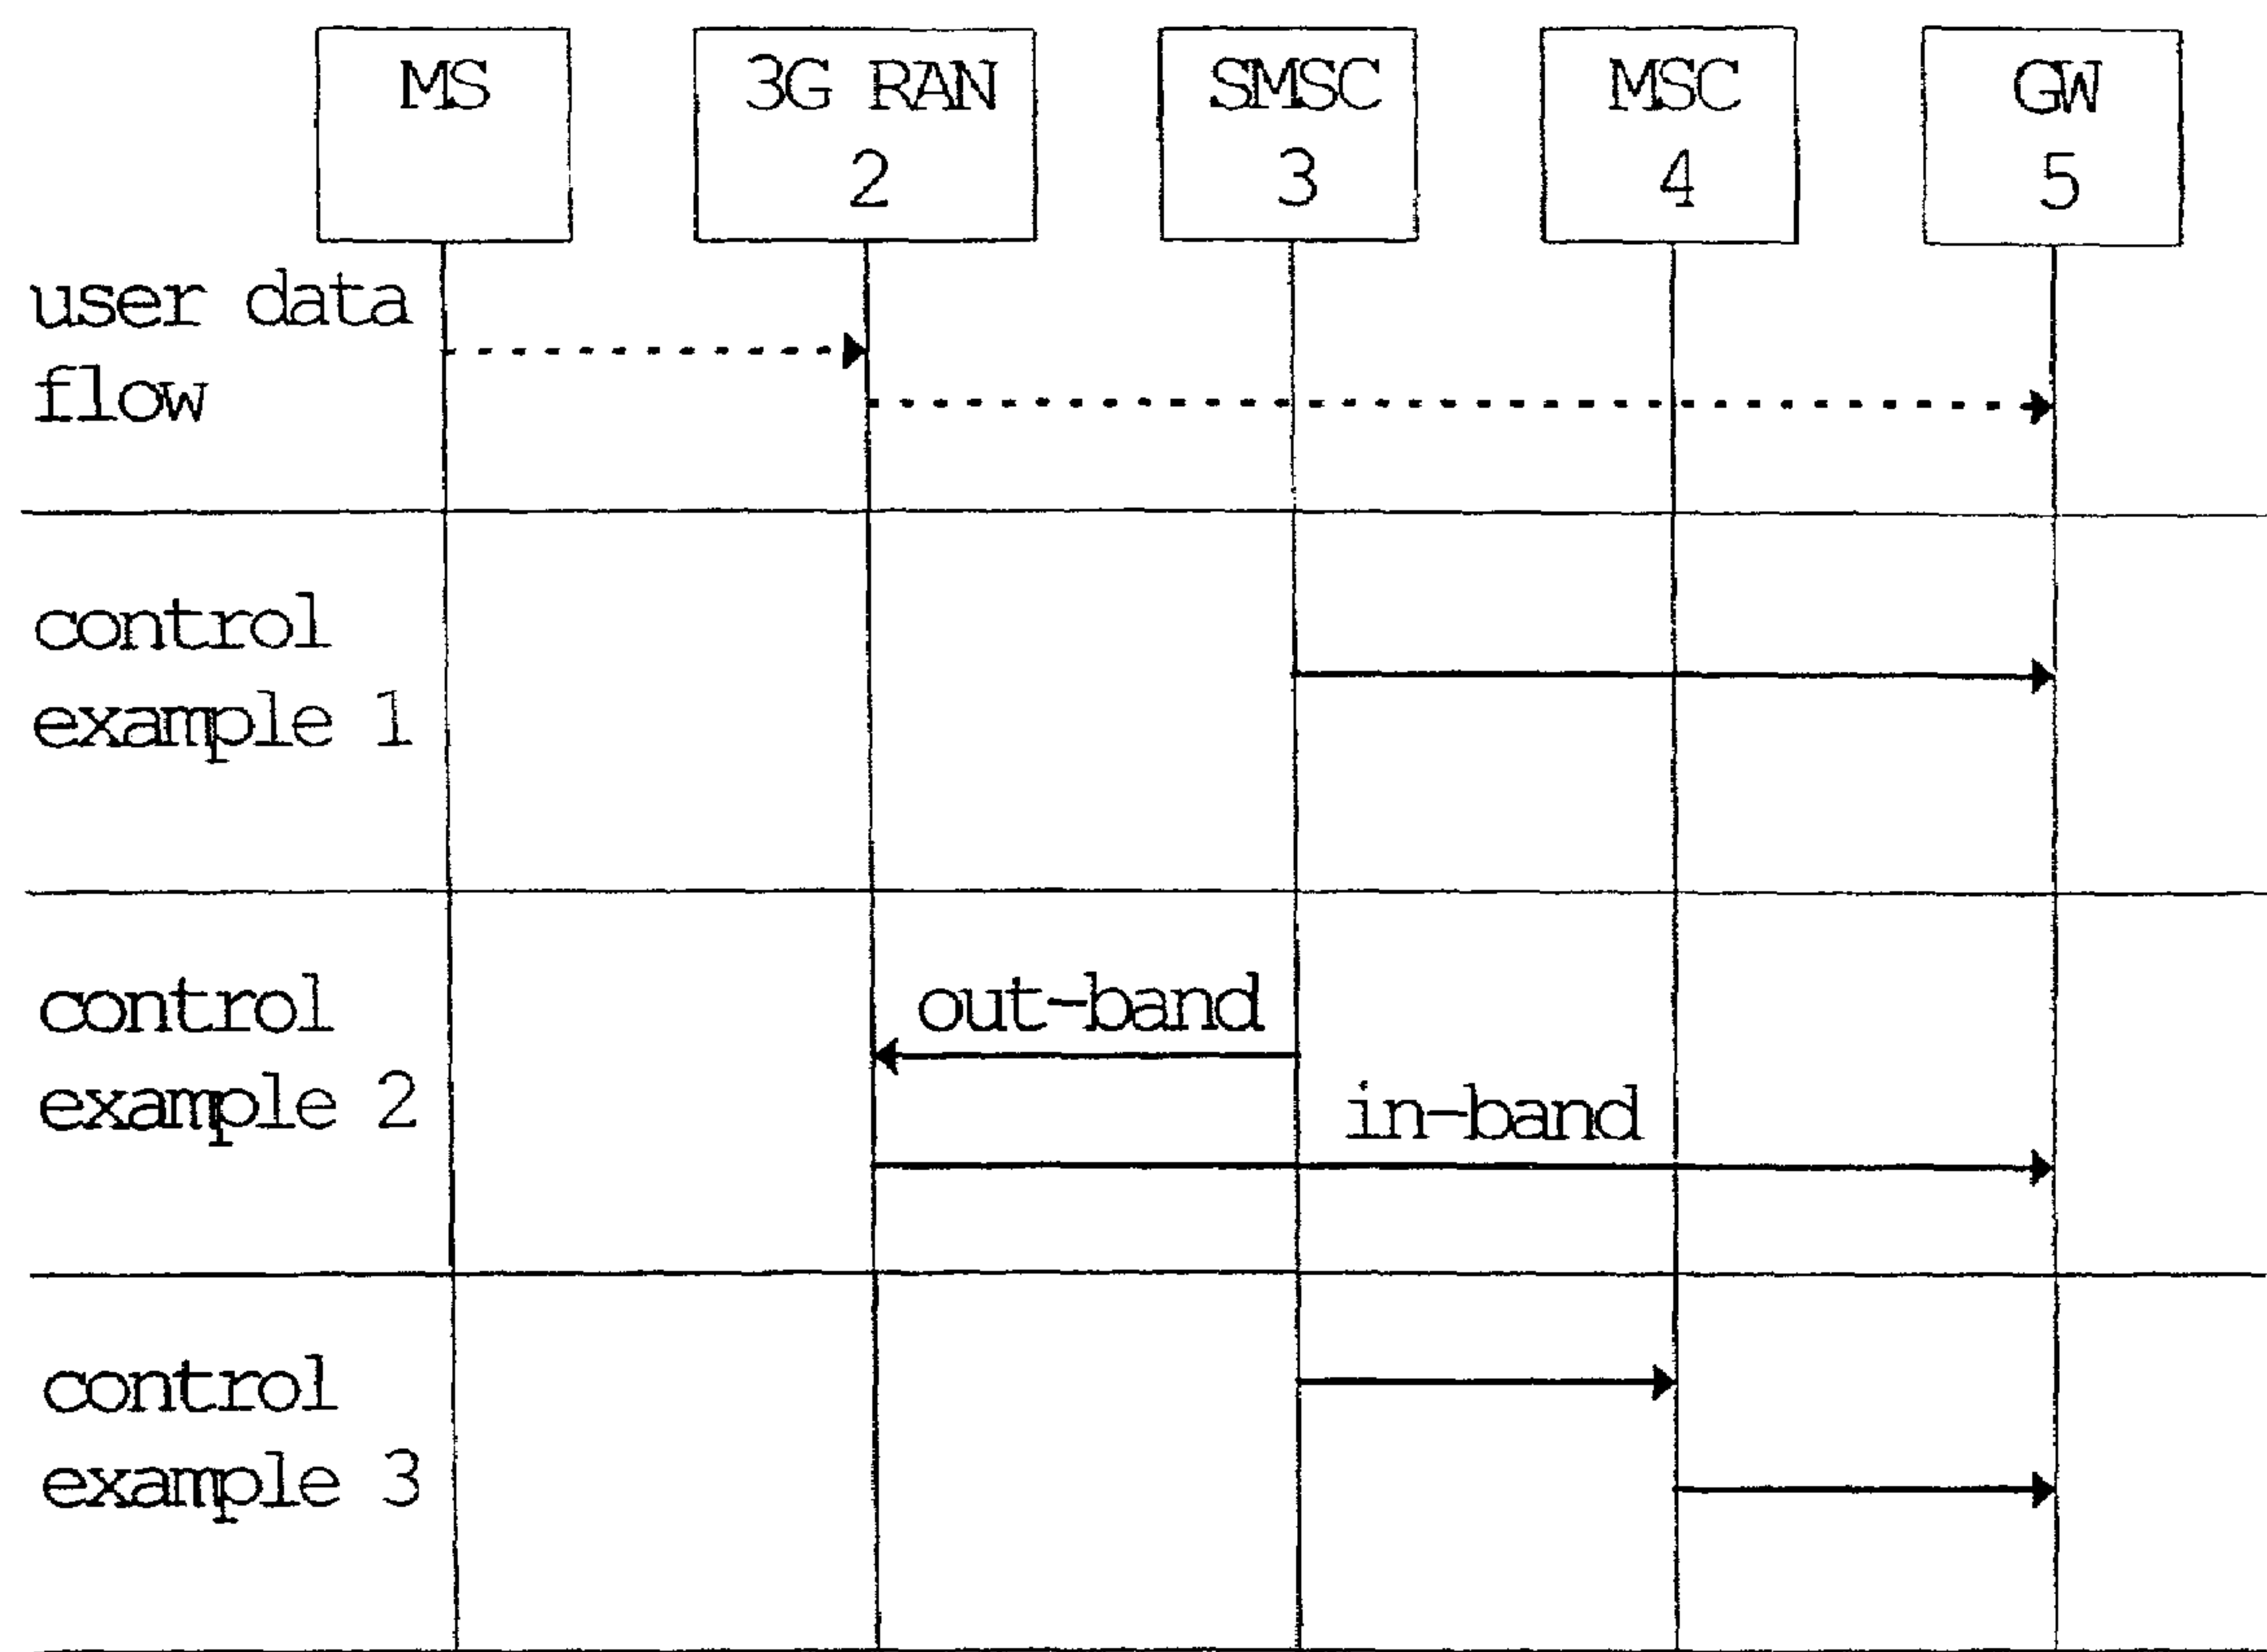 MS
3G RAN
2
SMSC
3
MSC
4
GW
5
user data
flow
control
example 1
control
example 2
out-band
in-band
control
example 3